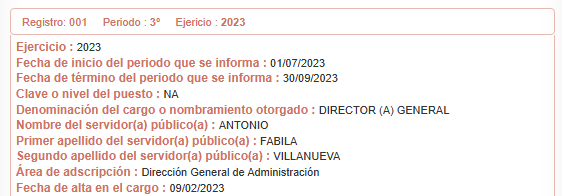 Registro: 001 Periodo : 3º Ejericio : 2023
Ejercicio : 2023
Fecha de inicio del periodo que se informa : 01/07/2023
Fecha de término del periodo que se informa : 30/09/2023
Clave o nivel del puesto : NA
Denominación del cargo o nombramiento otorgado : DIRECTOR (A) GENERAL
Nombre del servidor(a) público(a) : ANTONIO
Primer apellido del servidor(a) público(a) : FABILA
Segundo apellido del servidor(a) público(a) : VILLANUEVA
Área de adscripción : Dirección General de Administración
Fecha de alta en el cargo : 09/02/2023